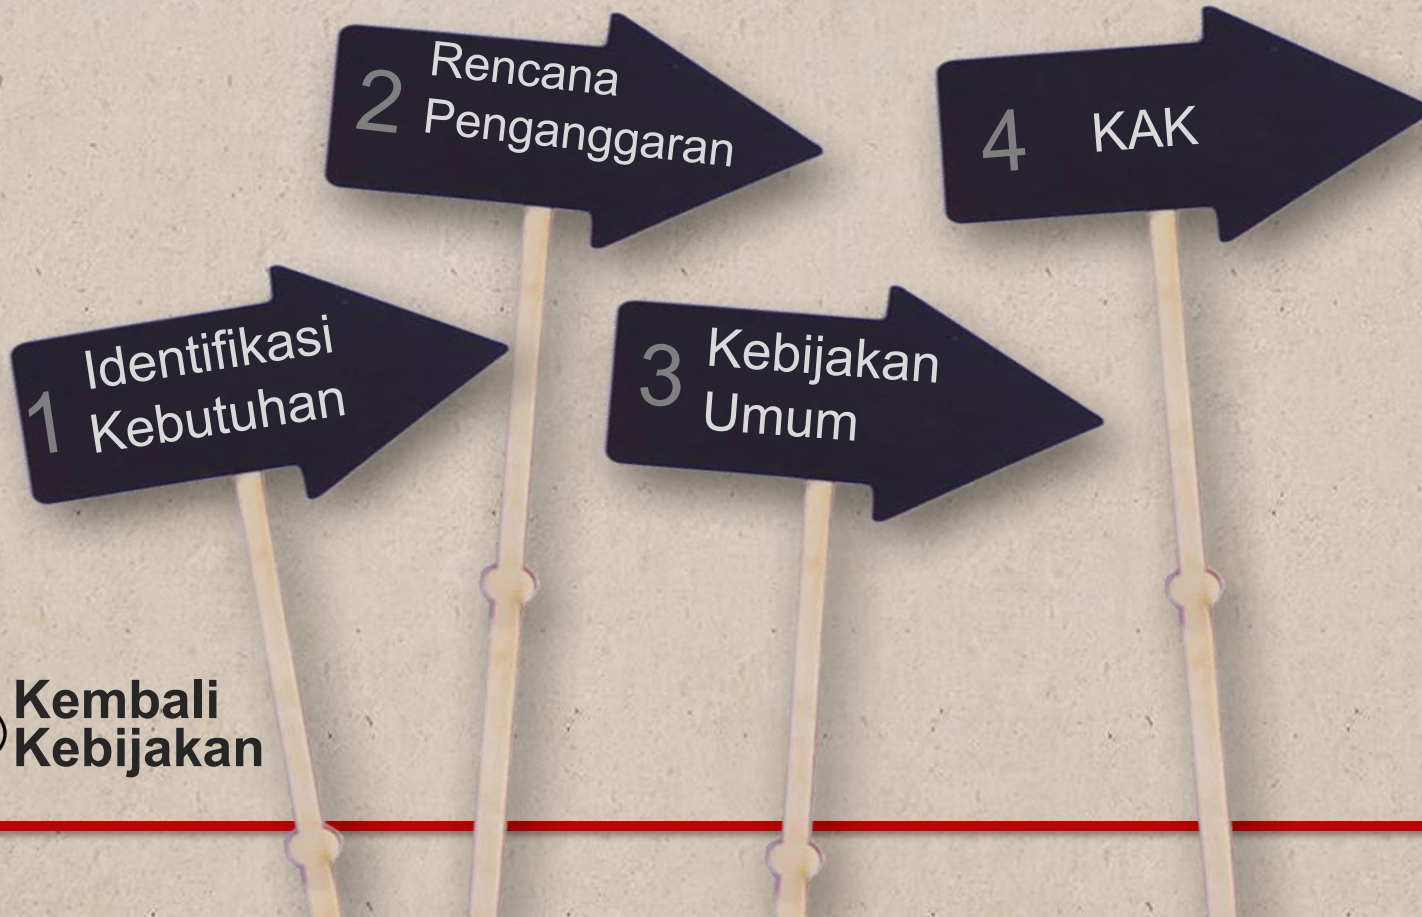 1
Identifikasi
Kebutuhan
2
Rencana
Penganggaran
3
Kebijakan
Umum
4
KAK
Kembali
Kebijakan